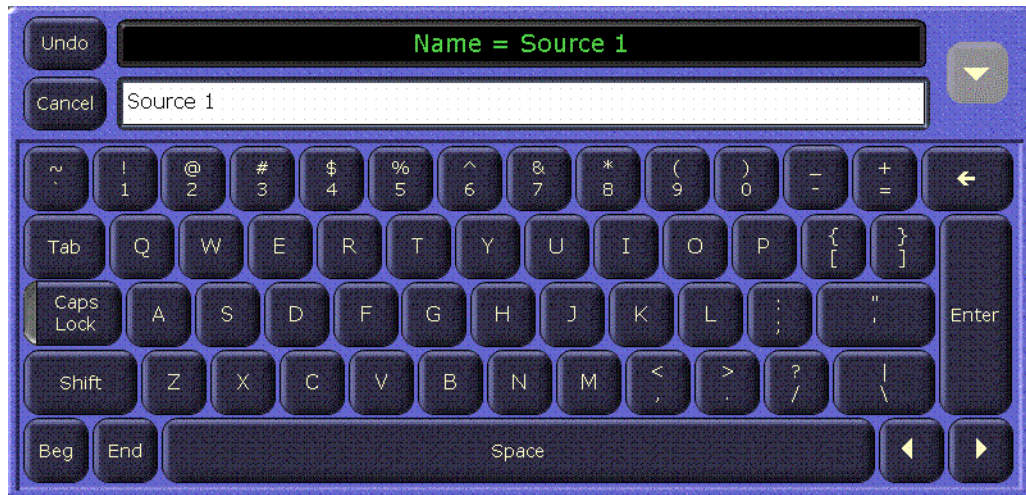 Undo
Name = Source 1
Cancel
Source 1
~ ! @ # $ % ^ & * ( ) _ +
` 1 2 3 4 5 6 7 8 9 0 - =
Tab Q W E R T Y U I O P { }
[ ]
Caps
Lock A S D F G H J K L : "
; '
Enter
Shift Z X C V B N M < > ? |
, . / \
Beg End Space